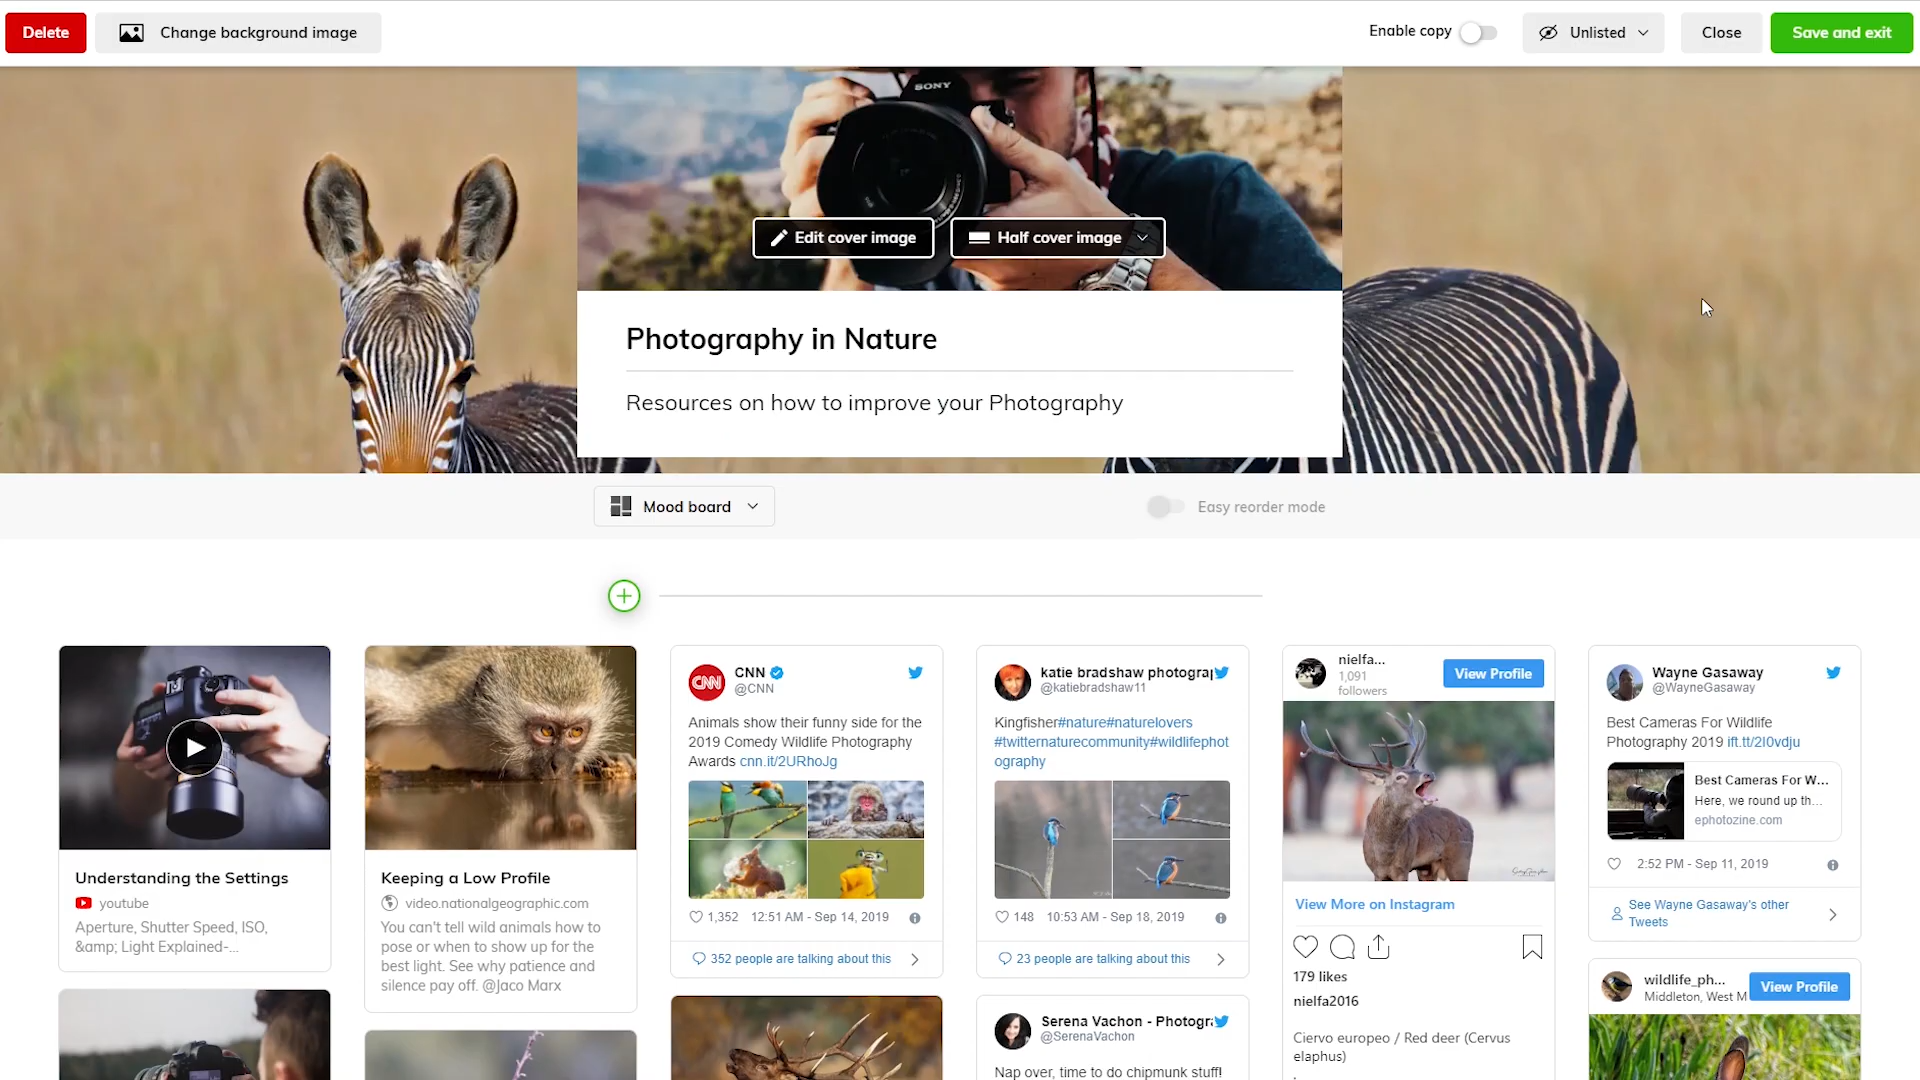 Delete
Change background image
Enable copy
Unlisted
Close
Save and exit
SONY
Edit cover image
Half cover image
Photography in Nature
Resources on how to improve your Photography
Mood board
Easy reorder mode
Understanding the Settings
youtube
Aperture, Shutter Speed, ISO,
&amp; Light Explained-...
Keeping a Low Profile
video.nationalgeographic.com
You can't tell wild animals how to
pose or when to show up for the
best light. See why patience and
silence pay off. @Jaco Marx
CNN
CNN
@CNN
Animals show their funny side for the
2019 Comedy Wildlife Photography
Awards cnn.it/2URhoJg
1,352 12:51 AM - Sep 14, 2019
352 people are talking about this
katie bradshaw photogra
@katiebradshaw11
Kingfisher#nature#naturelovers
#twitternaturecommunity#wildlifephot
ography
148 10:53 AM - Sep 18, 2019
23 people are talking about this
Serena Vachon - Photogr
@SerenaVachon
Nap over, time to do chipmunk stuff!
nielfa...
1,091
followers
View Profile
View More on Instagram
179 likes
nielfa2016
Ciervo europeo / Red deer (Cervus
elaphus)
.
Wayne Gasaway
@WayneGasaway
Best Cameras For Wildlife
Photography 2019 ift.tt/2I0vdju
Best Cameras For W...
Here, we round up th...
ephotozine.com
2:52 PM - Sep 11, 2019
See Wayne Gasaway's other
Tweets
wildlife_ph...
Middleton, West M
View Profile